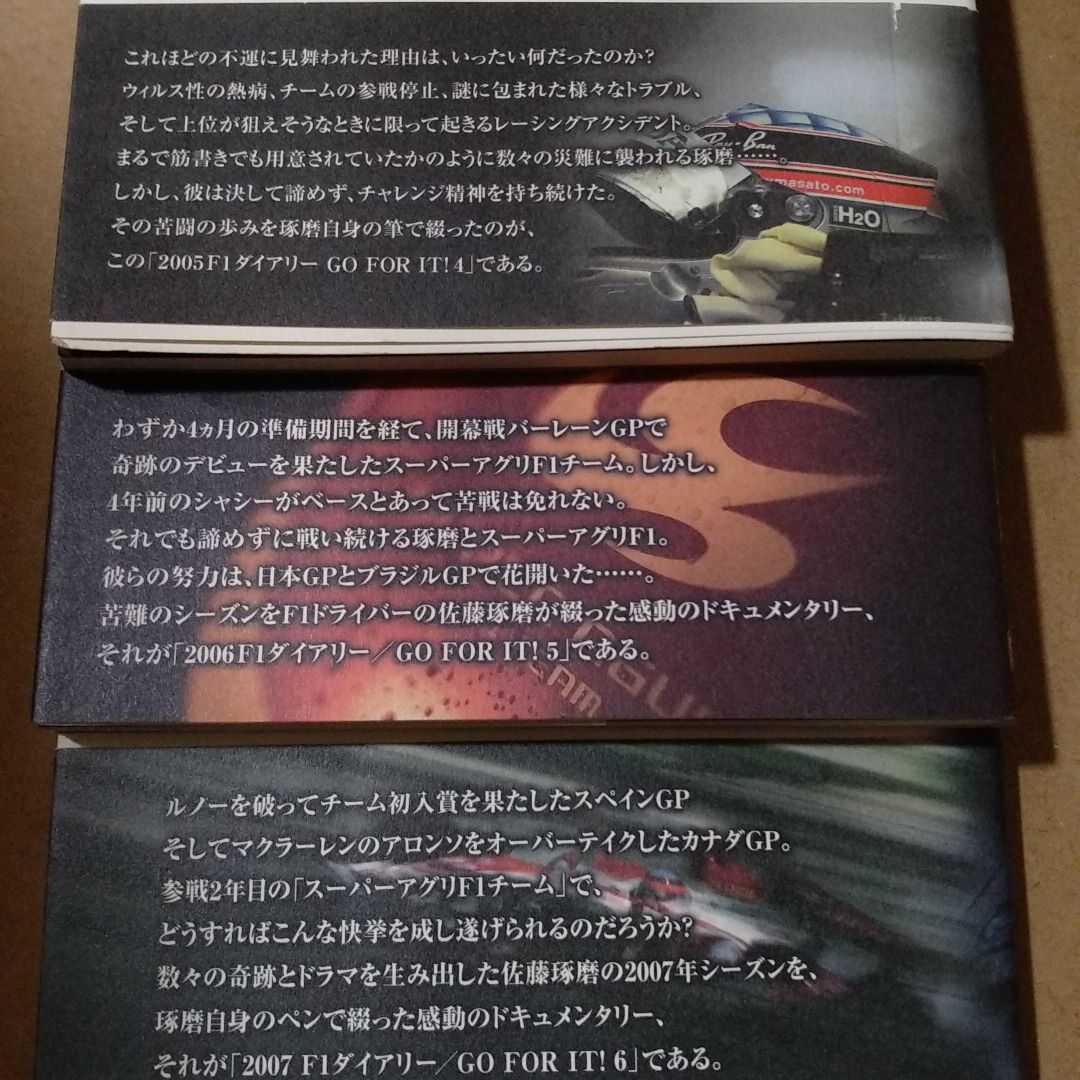 これほどの不運に見舞われた理由は、いったい何だったのか?
ウィルス性の熱病、チームの参戦停止、謎に包まれた様々なトラブル、
そして上位が狙えそうなときに限って起きるレーシングアクシデント。
まるで筋書きでも用意されていたかのように数々の災難に襲われる琢磨……。
しかし、彼は決して諦めず、チャレンジ精神を持ち続けた。
その苦闘の歩みを琢磨自身の筆で綴ったのが、
この「2005 F1ダイアリー GO FOR IT! 4」である。
Ray-Ban
masato.com
H2O
わずか4ヵ月の準備期間を経て、開幕戦バーレーンGPで
奇跡のデビューを果たしたスーパーアグリF1チーム。しかし、
4年前のシャシーがベースとあって苦戦は免れない。
それでも諦めずに戦い続ける琢磨とスーパーアグリF1。
彼らの努力は、日本GPとブラジルGPで花開いた……。
苦難のシーズンをF1ドライバーの佐藤琢磨が綴った感動のドキュメンタリー、
それが「2006 F1ダイアリー/GO FOR IT! 5」である。
ルノーを破ってチーム初入賞を果たしたスペインGP
そしてマクラーレンのアロンソをオーバーテイクしたカナダGP。
参戦2年目の「スーパーアグリF1チーム」で、
どうすればこんな快挙を成し遂げられるのだろうか?
数々の奇跡とドラマを生み出した佐藤琢磨の2007年シーズンを、
琢磨自身のペンで綴った感動のドキュメンタリー、
それが「2007 F1ダイアリー/GO FOR IT! 6」である。